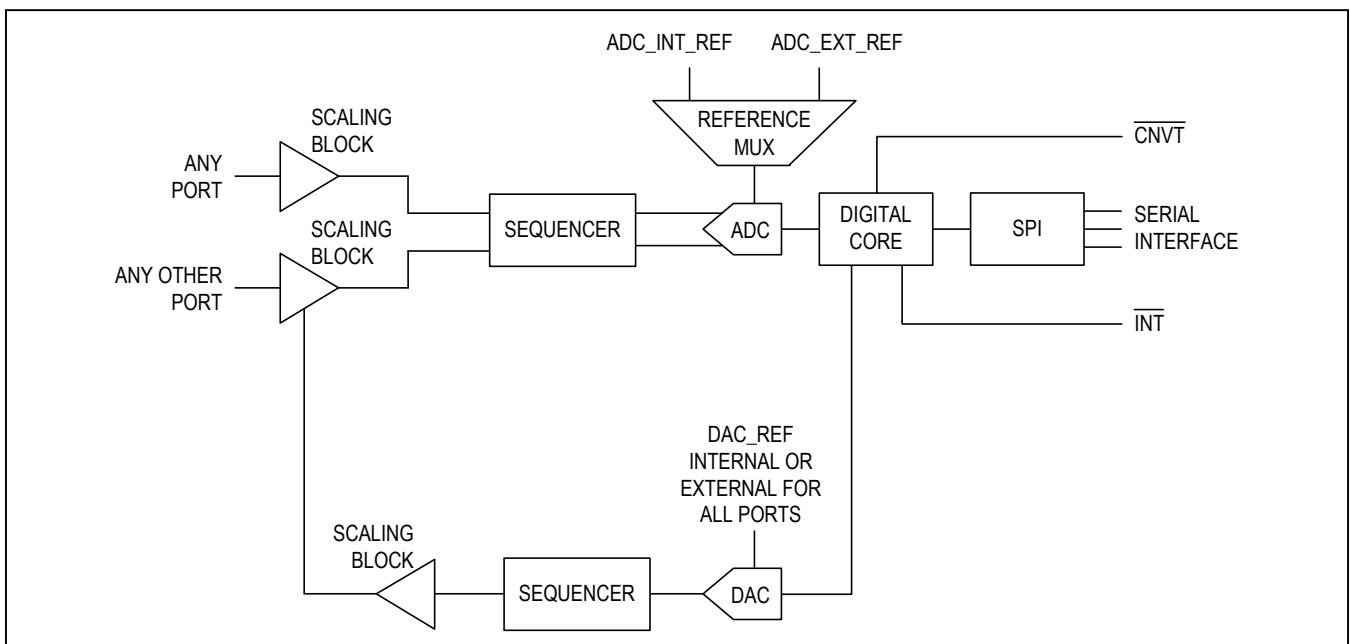 ADC_INT_REF
ADC_EXT_REF
REFERENCE
MUX
SCALING
BLOCK
ANY
PORT
SCALING
BLOCK
ANY OTHER
PORT
SEQUENCER
ADC
DIGITAL
CORE
SPI
CNVT
SERIAL
INTERFACE
INT
DAC_REF
INTERNAL OR
EXTERNAL FOR
ALL PORTS
SCALING
BLOCK
SEQUENCER
DAC